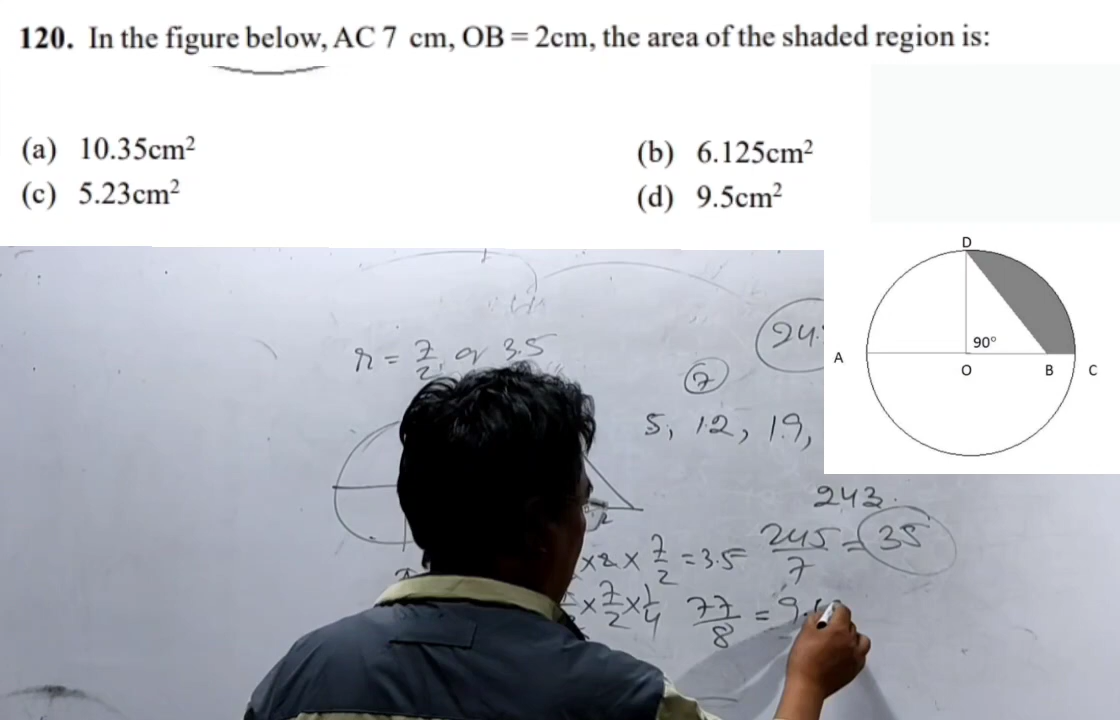 120. In the figure below, AC 7 cm, OB = 2cm, the area of the shaded region is:
(a) 10.35cm²
(b) 6.125cm²
(c) 5.23cm²
(d) 9.5cm²
D
90°
A
O
B
C
r = 7/2 or 3.5
24
7
5, 12, 19,
243
×2×7/2 = 3.5
245/7 = 35
×7/2×1/4
77/8 = 9.